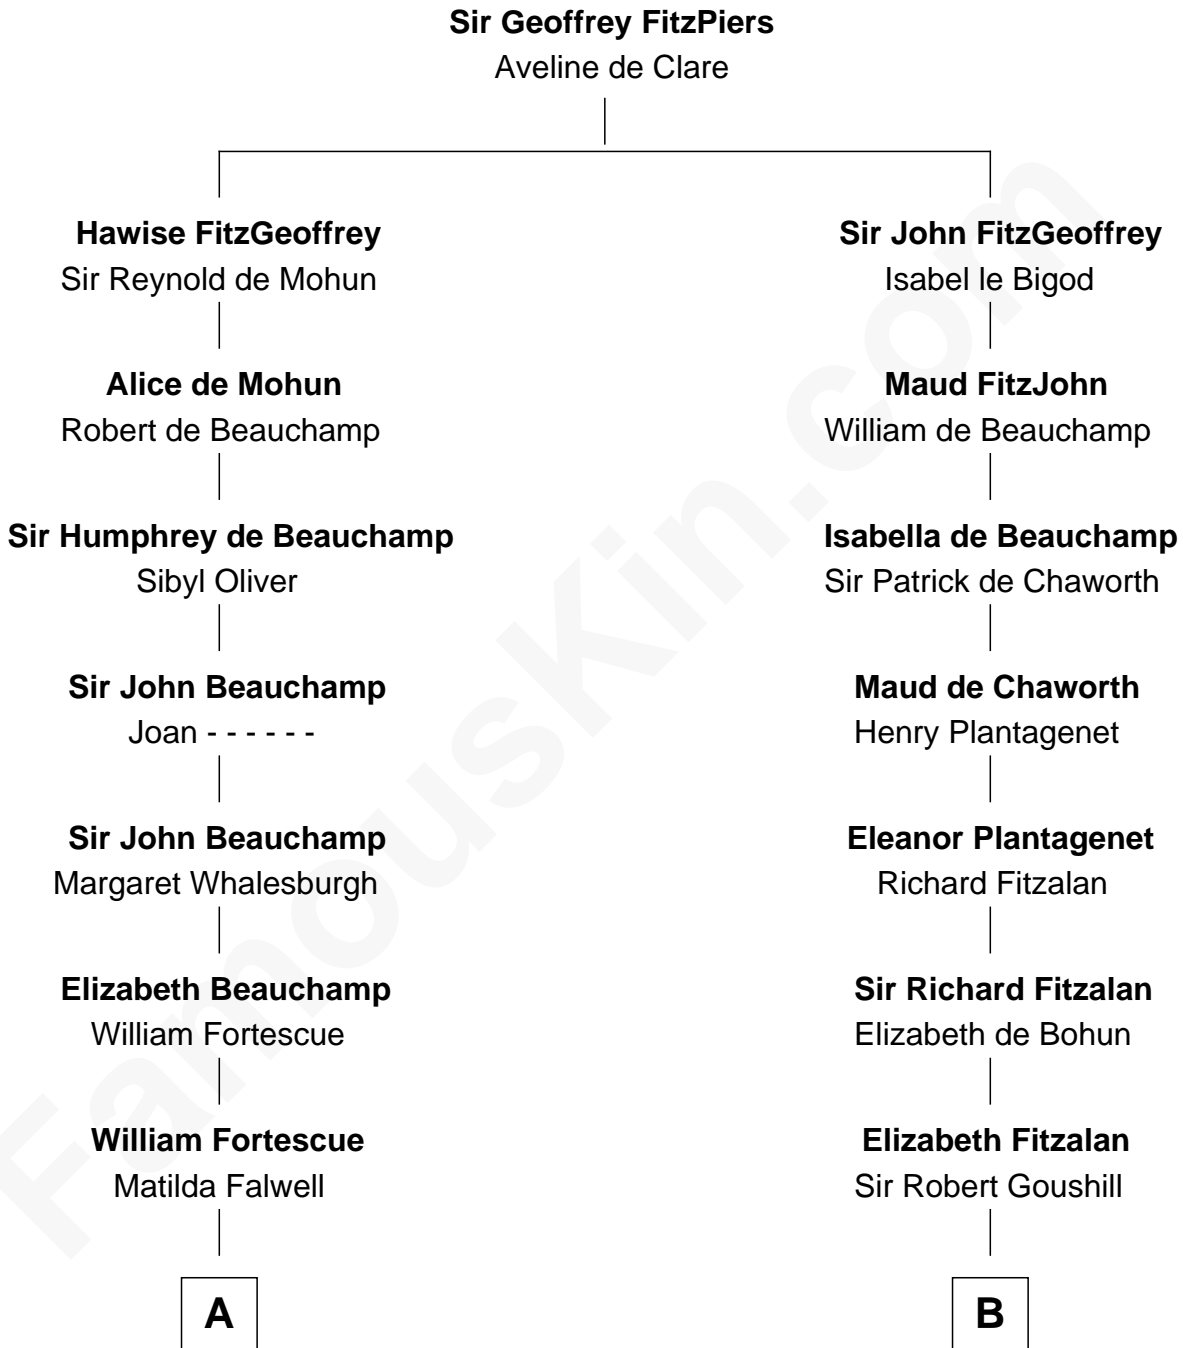 Sir Geoffrey FitzPiers
Aveline de Clare
Hawise FitzGeoffrey
Sir Reynold de Mohun
Sir John FitzGeoffrey
Isabel le Bigod
Alice de Mohun
Robert de Beauchamp
Maud FitzJohn
William de Beauchamp
Sir Humphrey de Beauchamp
Sibyl Oliver
Isabella de Beauchamp
Sir Patrick de Chaworth
Sir John Beauchamp
Joan - - - - - -
Maud de Chaworth
Henry Plantagenet
Sir John Beauchamp
Margaret Whalesburgh
Eleanor Plantagenet
Richard Fitzalan
Elizabeth Beauchamp
William Fortescue
Sir Richard Fitzalan
Elizabeth de Bohun
William Fortescue
Matilda Falwell
Elizabeth Fitzalan
Sir Robert Goushill
A
B
FamousKin.com